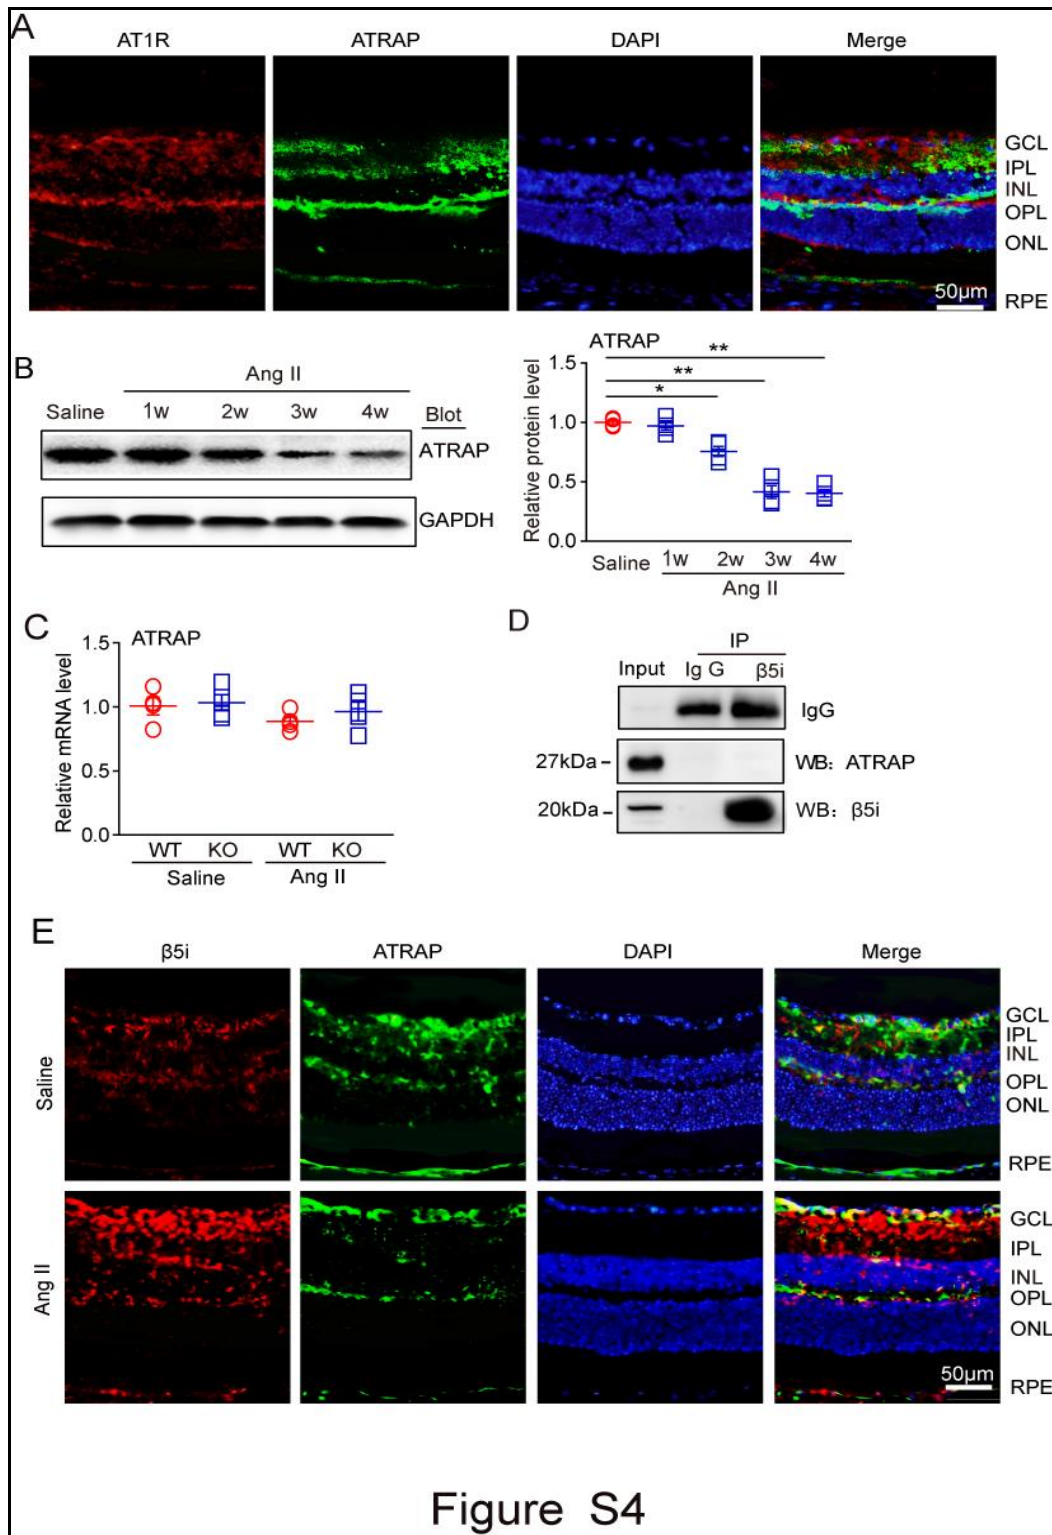 A
AT1R ATRAP DAPI Merge
GCL
IPL
INL
OPL
ONL
50μm
RPE
B
Ang II
Saline 1w 2w 3w 4w Blot
ATRAP
GAPDH
ATRAP
Relative protein level
1.5
1.0
0.5
0.0
**
**
*
Saline 1w 2w 3w 4w
Ang II
C
ATRAP
Relative mRNA level
1.5
1.0
0.5
0.0
WT KO WT KO
Saline Ang II
D
IP
Input Ig G β5i
IgG
27kDa WB: ATRAP
20kDa WB: β5i
E
β5i ATRAP DAPI Merge
Saline
GCL
IPL
INL
OPL
ONL
RPE
Ang II
GCL
IPL
INL
OPL
ONL
50μm
RPE
Figure S4